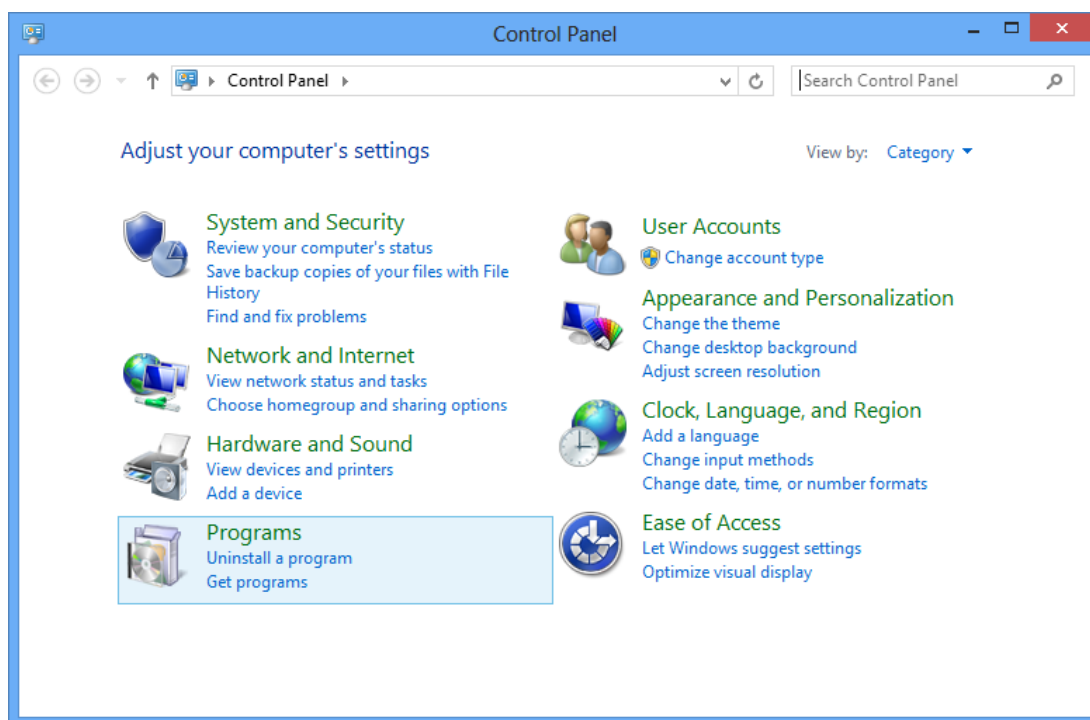 Control Panel
Control Panel
Search Control Panel
Adjust your computer's settings
View by: Category
System and Security
Review your computer's status
Save backup copies of your files with File
History
Find and fix problems
Network and Internet
View network status and tasks
Choose homegroup and sharing options
Hardware and Sound
View devices and printers
Add a device
Programs
Uninstall a program
Get programs
User Accounts
Change account type
Appearance and Personalization
Change the theme
Change desktop background
Adjust screen resolution
Clock, Language, and Region
Add a language
Change input methods
Change date, time, or number formats
Ease of Access
Let Windows suggest settings
Optimize visual display